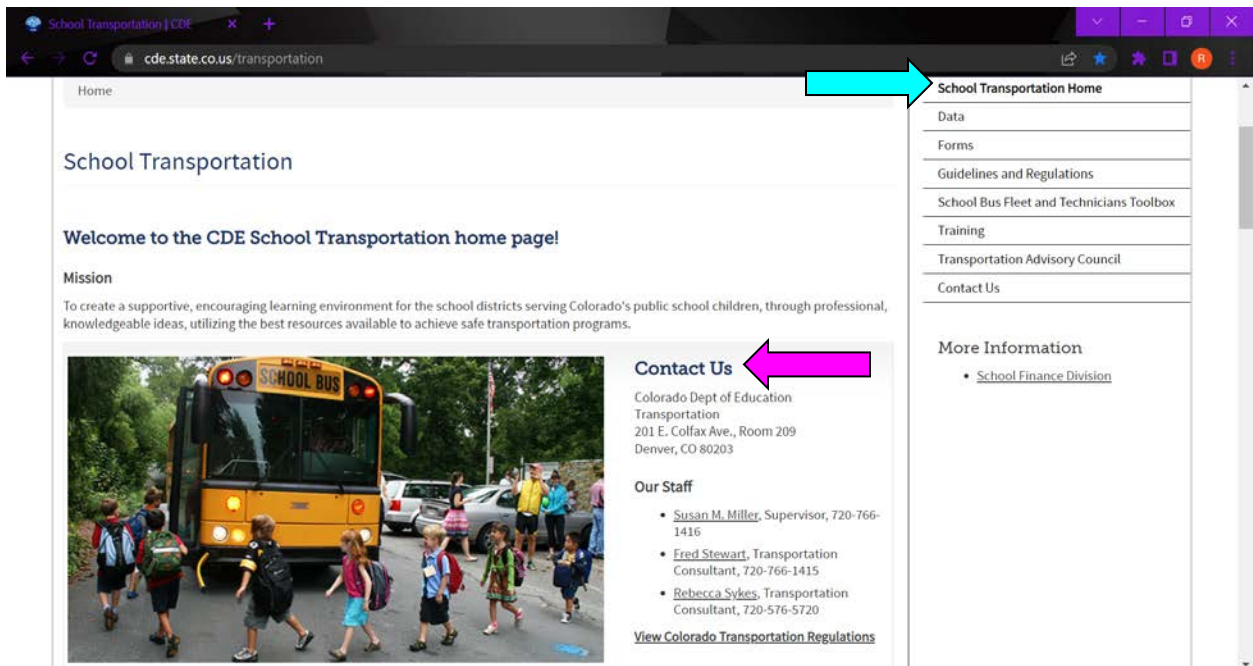 School Transportation | CDE
cde.state.co.us/transportation
R
Home
School Transportation
Welcome to the CDE School Transportation home page!
Mission
To create a supportive, encouraging learning environment for the school districts serving Colorado's public school children, through professional,
knowledgeable ideas, utilizing the best resources available to achieve safe transportation programs.
SCHOOL BUS
Contact Us
Colorado Dept of Education
Transportation
201 E. Colfax Ave., Room 209
Denver, CO 80203
Our Staff
Susan M. Miller, Supervisor, 720-766-
1416
Fred Stewart, Transportation
Consultant, 720-766-1415
Rebecca Sykes, Transportation
Consultant, 720-576-5720
View Colorado Transportation Regulations
School Transportation Home
Data
Forms
Guidelines and Regulations
School Bus Fleet and Technicians Toolbox
Training
Transportation Advisory Council
Contact Us
More Information
School Finance Division